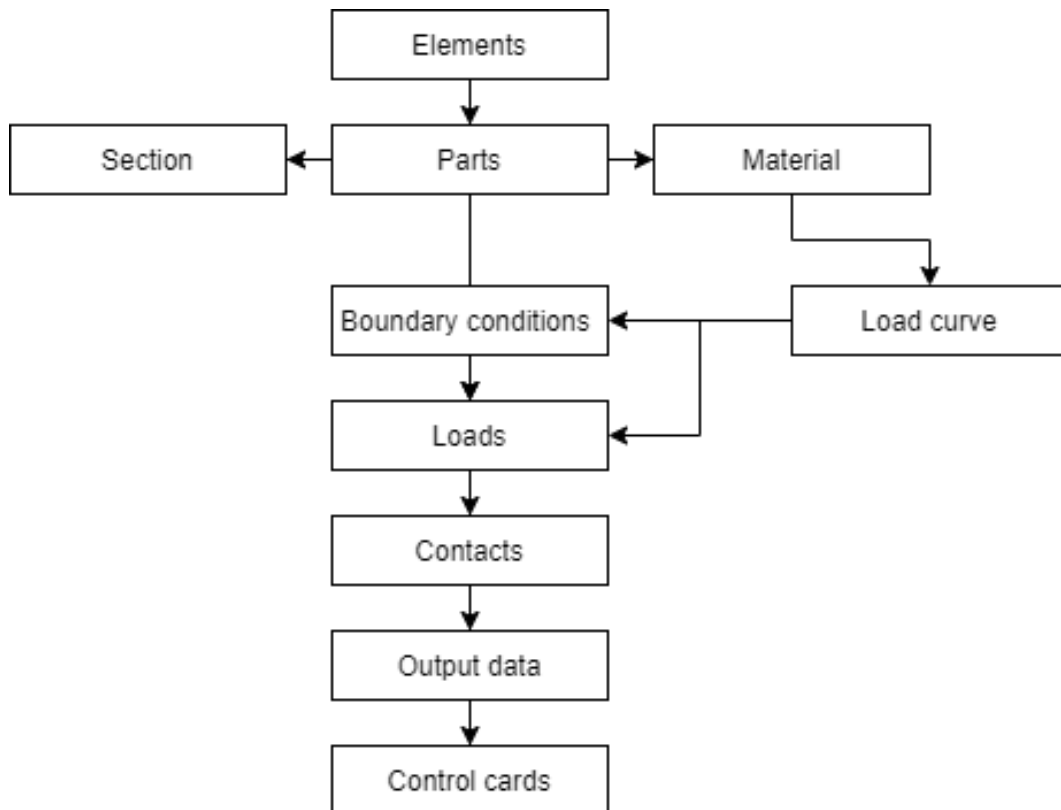 Elements
Section
Parts
Material
Boundary conditions
Load curve
Loads
Contacts
Output data
Control cards